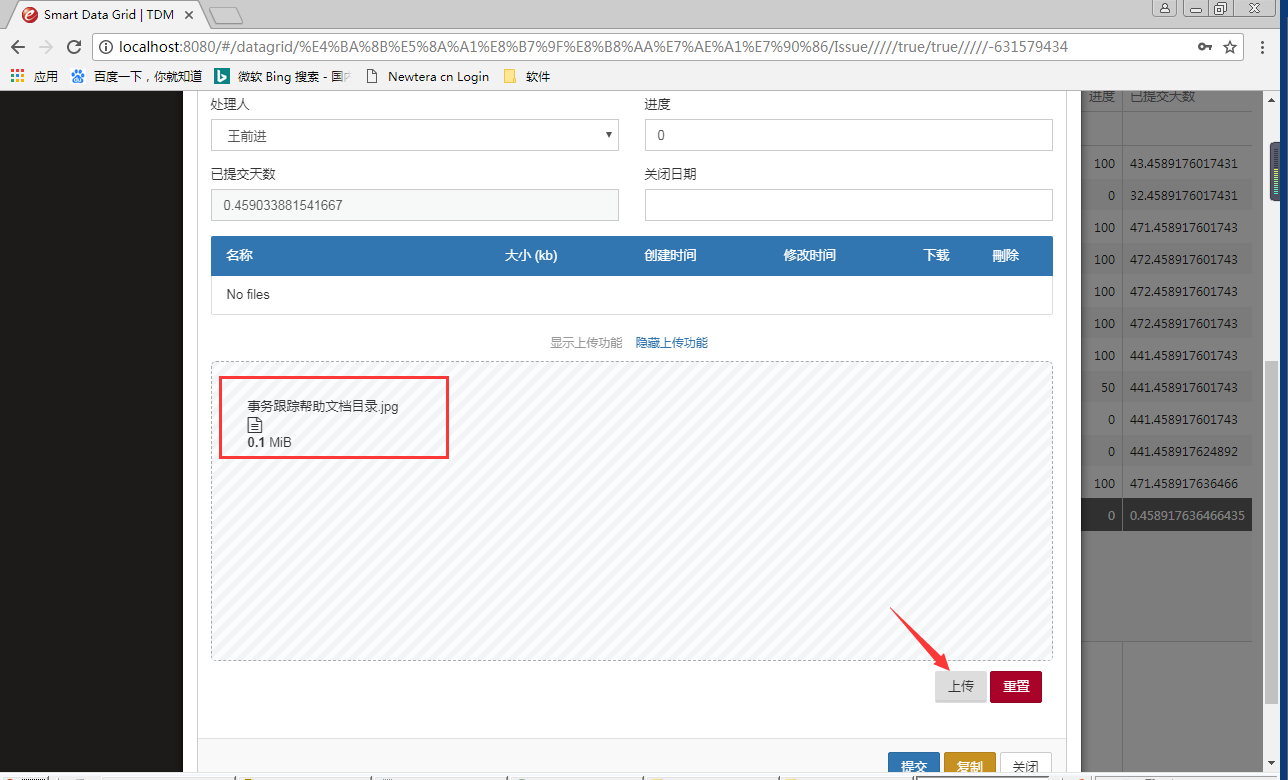 Smart Data Grid | TDM
localhost:8080/#/datagrid/%E4%BA%8B%E5%8A%A1%E8%B7%9F%E8%B8%AA%E7%AE%A1%E7%90%86/Issue/////true/true/////-631579434
应用 百度一下，你就知道 微软 Bing 搜索 - 国 Newtera cn Login 软件
处理人 进度
王前进 0
已提交天数 关闭日期
0.459033881541667
名称 大小 (kb) 创建时间 修改时间 下载 刪除
No files
显示上传功能 隐藏上传功能
事务跟踪帮助文档目录.jpg
0.1 MiB
上传 重置
提交 复制 关闭
进度 已提交天数
100 43.4589176017431
0 32.4589176017431
100 471.458917601743
100 472.458917601743
100 472.458917601743
100 472.458917601743
100 441.458917601743
50 441.458917601743
0 441.458917601743
0 441.458917624892
100 471.458917636466
0 0.458917636466435